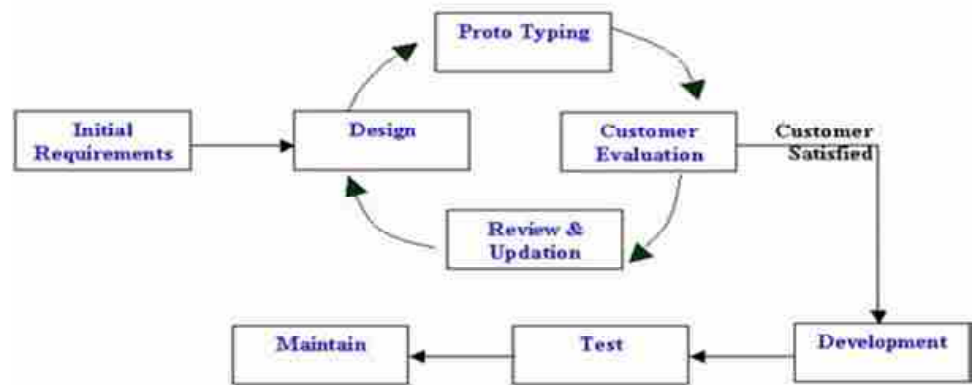 Proto Typing
Initial
Requirements
Design
Customer
Evaluation
Customer
Satisfied
Review &
Updation
Maintain
Test
Development